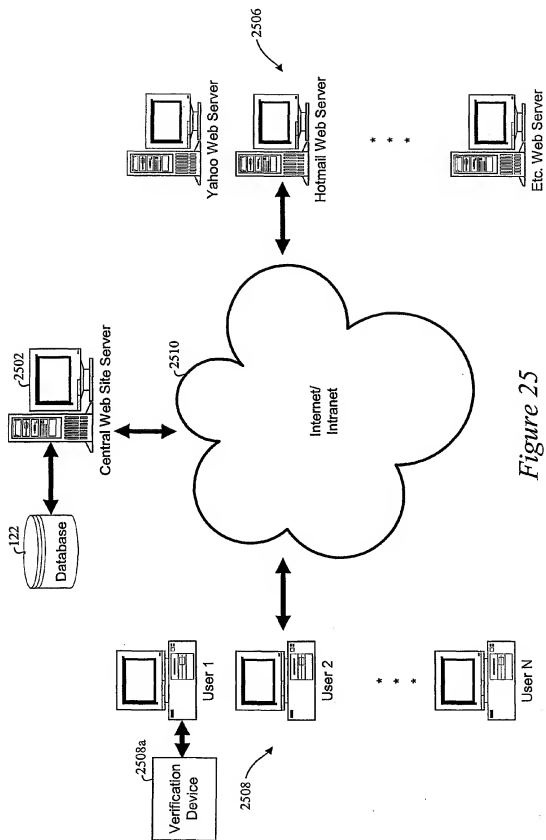 122
Database
2502
Central Web Site Server
Verification
Device
2508a
User 1
User 2
2508
* * *
User N
2510
Internet/
Intranet
Yahoo Web Server
2506
Hotmail Web Server
* * *
Etc. Web Server
Figure 25